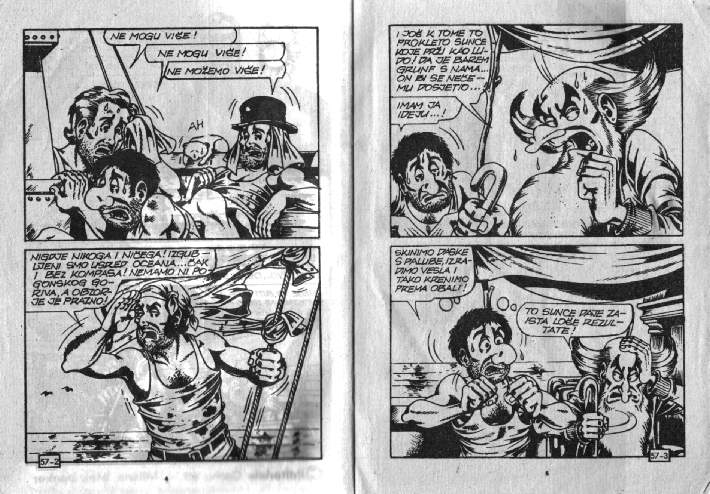 NE MOGU VIŠE!
NE MOGU VIŠE!
NE MOŽEMO VIŠE!
AH
NIGDJE NIKOGA I NIČEGA! IZGUB-
LJENI SMO USRED OCEANA...ČAK
I BEZ KOMPASA! NEMAMO NI PO-
GONSKOG GO-
RIVA, A OBZOR-
JE JE PRAZNO!
57-2
I JOŠ K TOME TO
PROKLETO SUNCE
KOJE PRŽI KAO LU-
DO! DA JE BAREM
GRUNF S NAMA...
ON BI SE NEČE-
MU DOSJETIO...
IMAM JA
IDEJU...!
SKINIMO DASKE
S PALUBE, IZRA-
DIMO VESLA I
TAKO KRENIMO
PREMA OBALI!
TO SUNCE DAJE ZA-
ISTA LOŠE REZUL-
TATE!
57-3